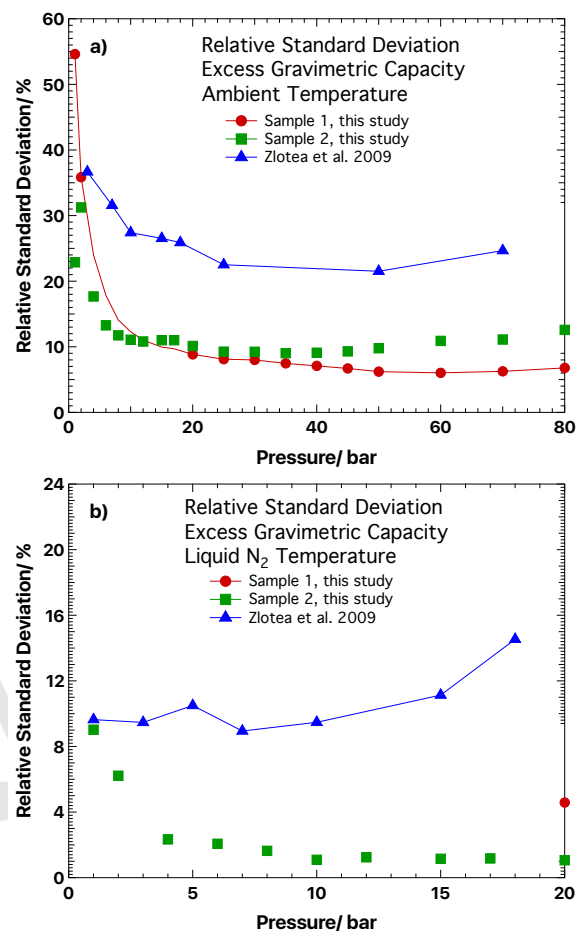 a)
Relative Standard Deviation
Excess Gravimetric Capacity
Ambient Temperature
Sample 1, this study
Sample 2, this study
Zlotea et al. 2009
Relative Standard Deviation/ %
60
50
40
30
20
10
0
0 20 40 60 80
Pressure/ bar
b)
Relative Standard Deviation
Excess Gravimetric Capacity
Liquid N₂ Temperature
Sample 1, this study
Sample 2, this study
Zlotea et al. 2009
Relative Standard Deviation/ %
24
20
16
12
8
4
0
0 5 10 15 20
Pressure/ bar